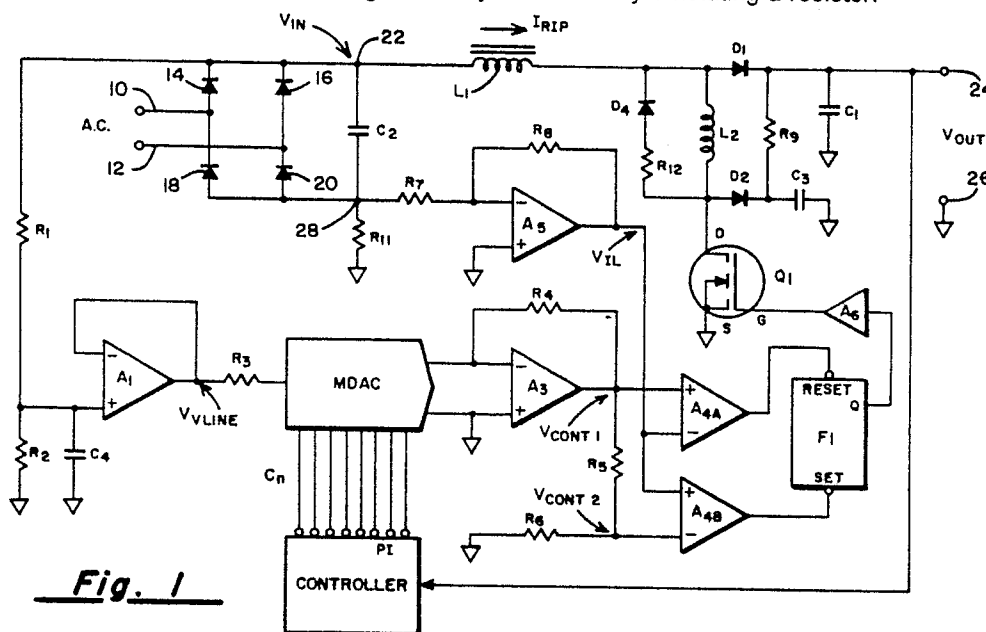 a resistor.
VIN
22
IRIP
14
16
L1
D1
24
10
A.C.
12
C2
D4
L2
R9
C1
VOUT
R8
R12
18
20
R7
D2
C3
26
28
R11
A5
VIL
D
Q1
R1
R4
S
G
A6
A1
R3
MDAC
A3
A4A
RESET
Q
F1
SET
VVLINE
VCONT 1
R2
C4
Cn
R5
VCONT 2
A4B
R6
PI
CONTROLLER
Fig. 1